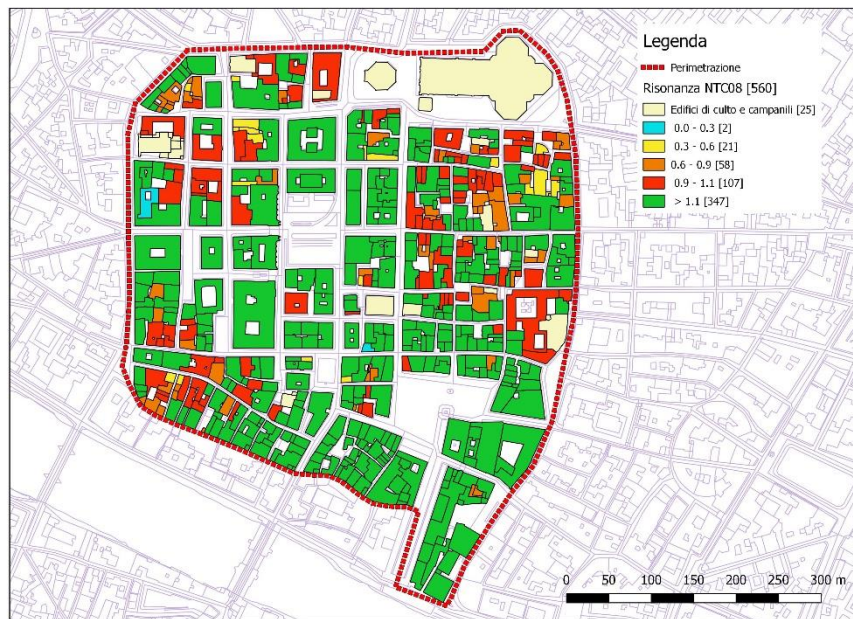 Legenda
Perimetrazione
Risonanza NTC08 [560]
Edifici di culto e campanili [25]
0.0 - 0.3 [2]
0.3 - 0.6 [21]
0.6 - 0.9 [58]
0.9 - 1.1 [107]
> 1.1 [347]
0 50 100 150 200 250 300 m